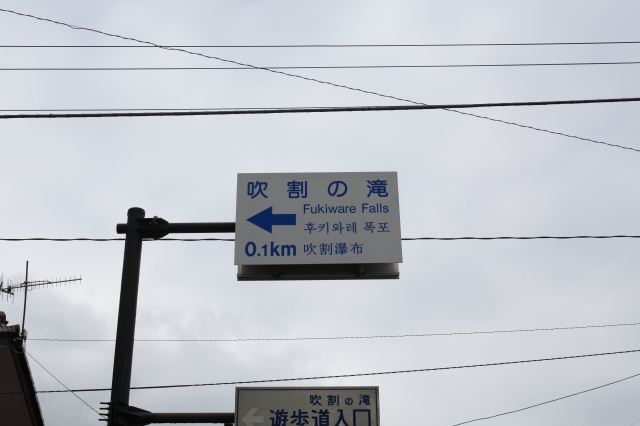 吹割の滝
Fukiware Falls
후키와레 폭포
0.1km 吹割瀑布
吹割の滝
遊歩道入口